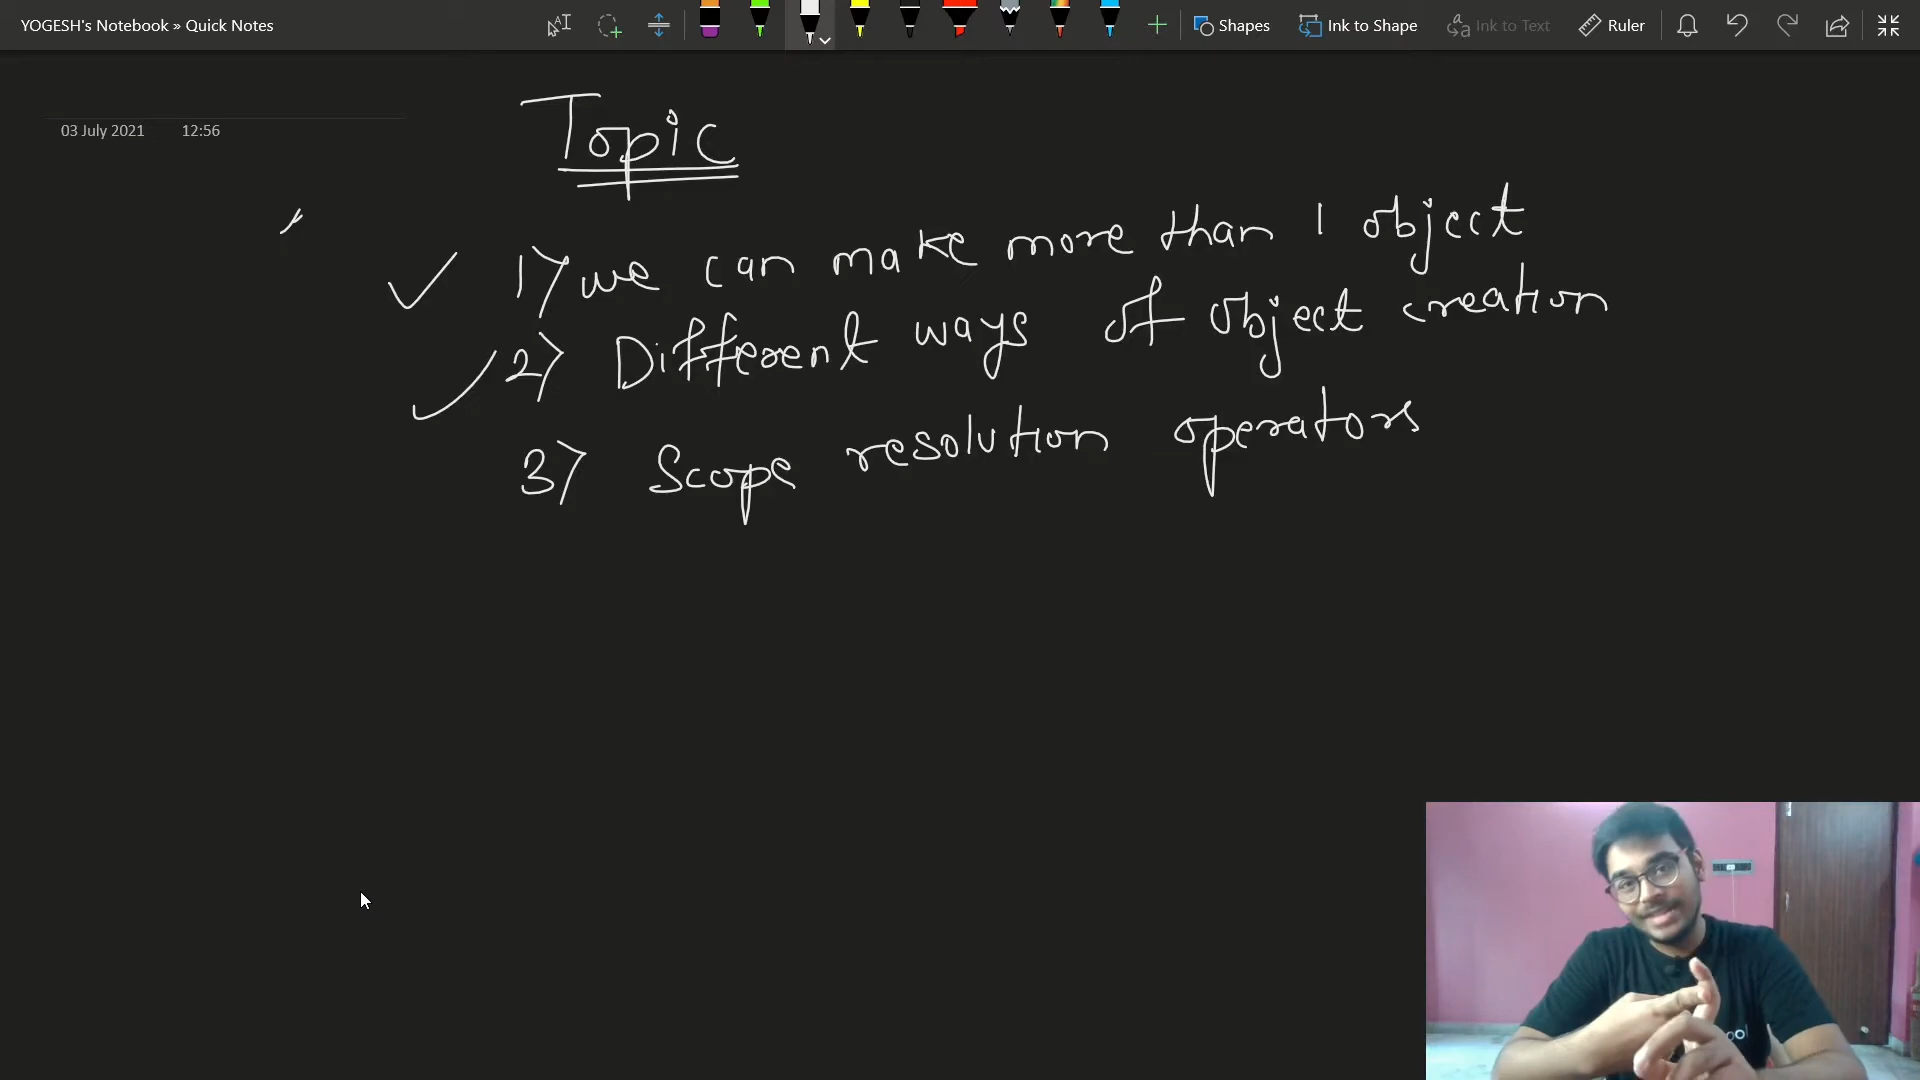 YOGESH's Notebook » Quick Notes
Shapes
Ink to Shape
Ink to Text
Ruler
03 July 2021 12:56
Topic
1) we can make more than 1 object
2) Different ways of object creation
3) Scope resolution operators